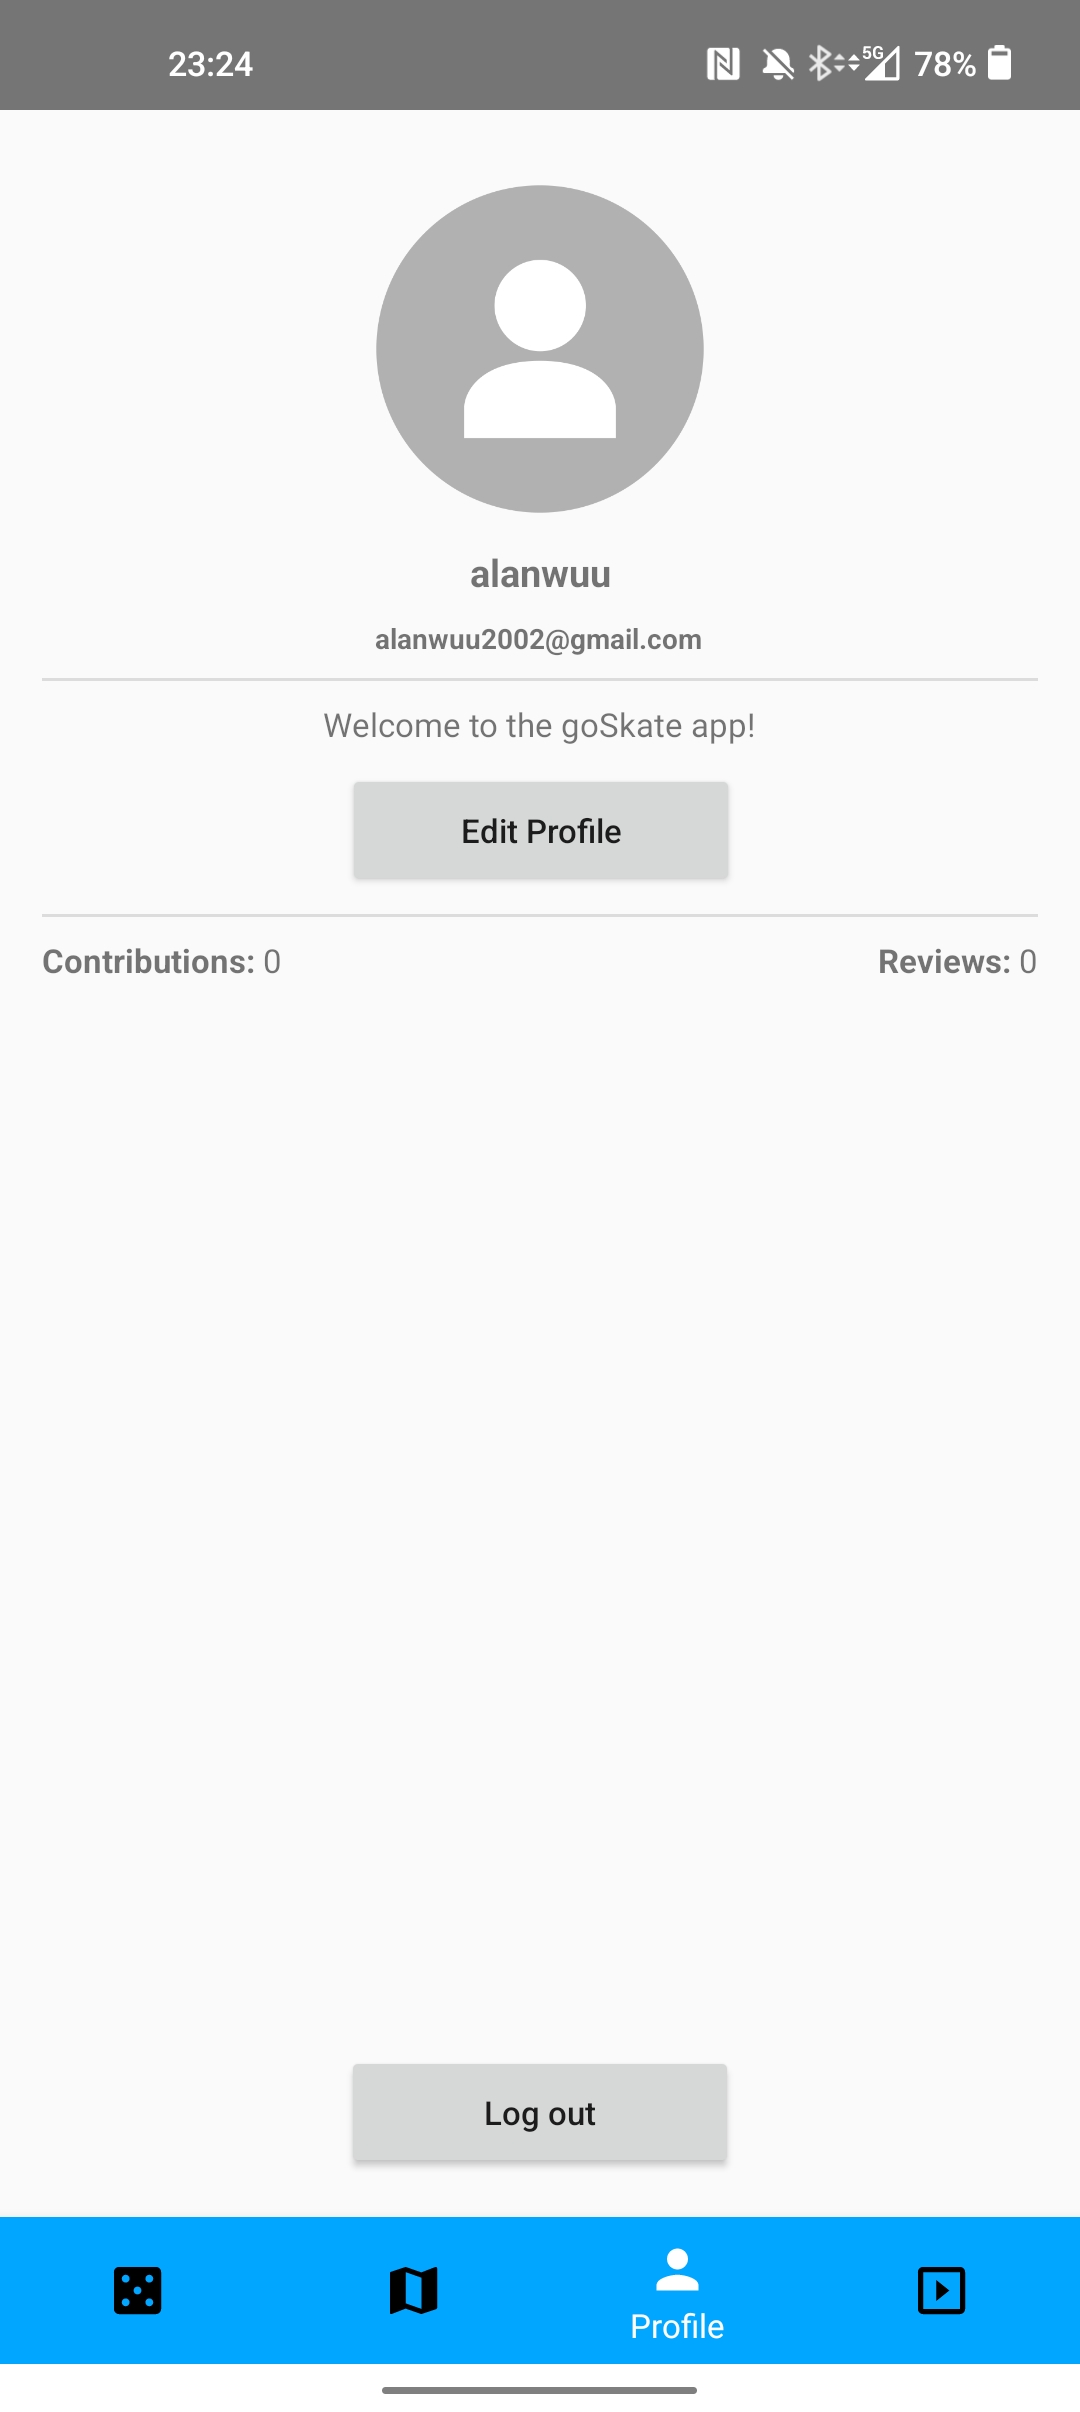 23:24 5G 78%
alanwuu
alanwuu2002@gmail.com
Welcome to the goSkate app!
Edit Profile
Contributions: 0 Reviews: 0
Log out
Profile